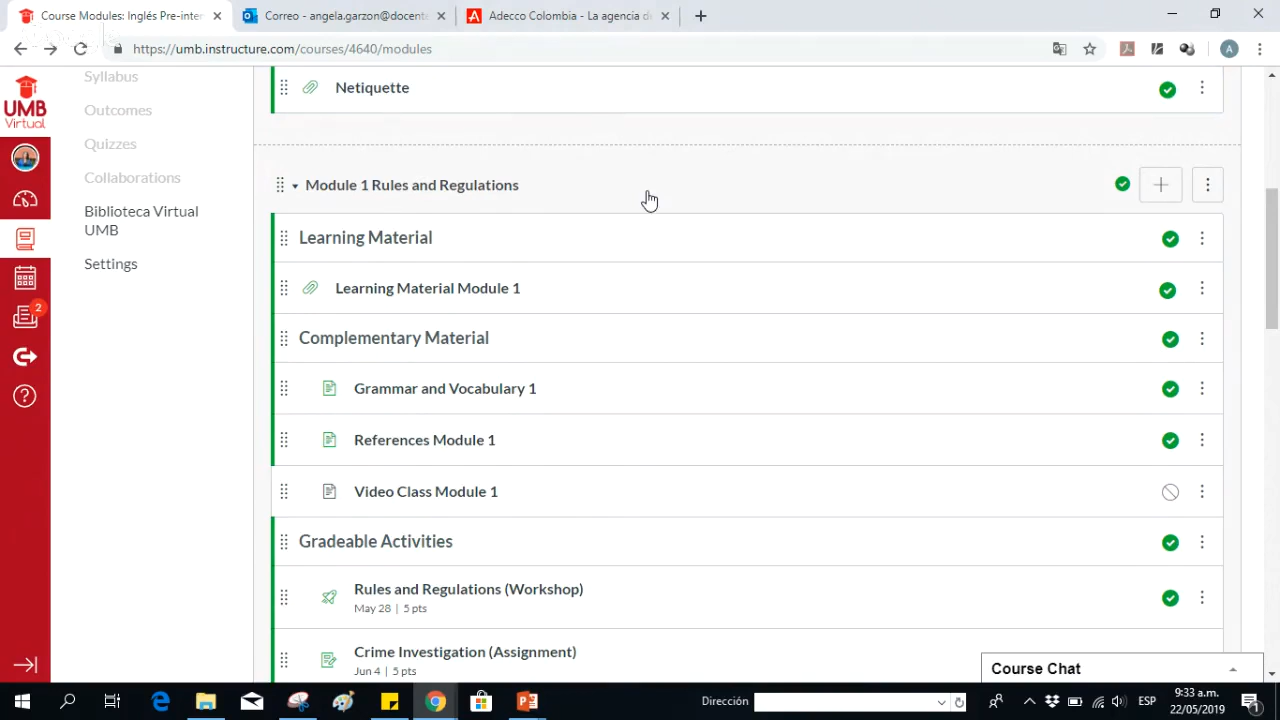 Course Modules: Inglés Pre-inter
Correo - angela.garzon@docente
Adecco Colombia - La agencia de
https://umb.instructure.com/courses/4640/modules
A
UMB
Virtual
2
Syllabus
Outcomes
Quizzes
Collaborations
Biblioteca Virtual
UMB
Settings
Netiquette
Module 1 Rules and Regulations
Learning Material
Learning Material Module 1
Complementary Material
Grammar and Vocabulary 1
References Module 1
Video Class Module 1
Gradeable Activities
Rules and Regulations (Workshop)
May 28 | 5 pts
Crime Investigation (Assignment)
Jun 4 | 5 pts
Course Chat
Dirección
ESP
9:33 a.m.
22/05/2019
1